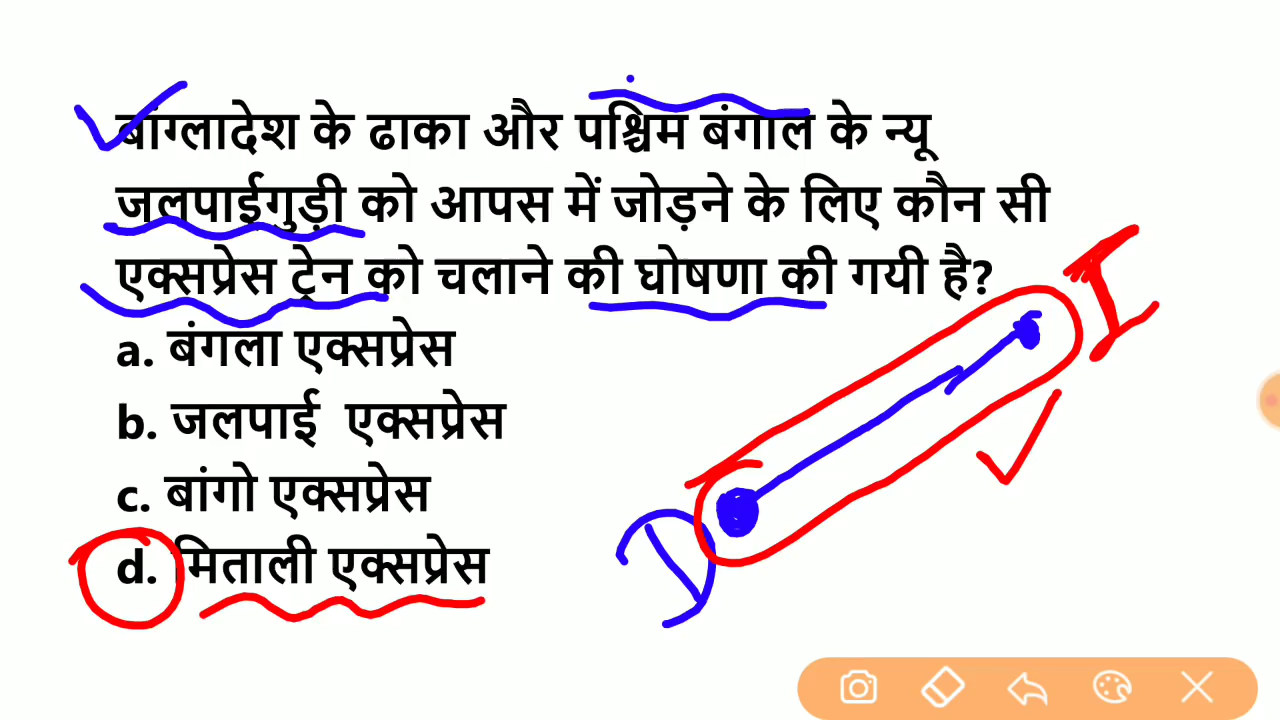 बांग्लादेश के ढाका और पश्चिम बंगाल के न्यू
जलपाईगुड़ी को आपस में जोड़ने के लिए कौन सी
एक्सप्रेस ट्रेन को चलाने की घोषणा की गयी है?
a. बंगला एक्सप्रेस
b. जलपाई एक्सप्रेस
c. बांगो एक्सप्रेस
d. मिताली एक्सप्रेस
I
D